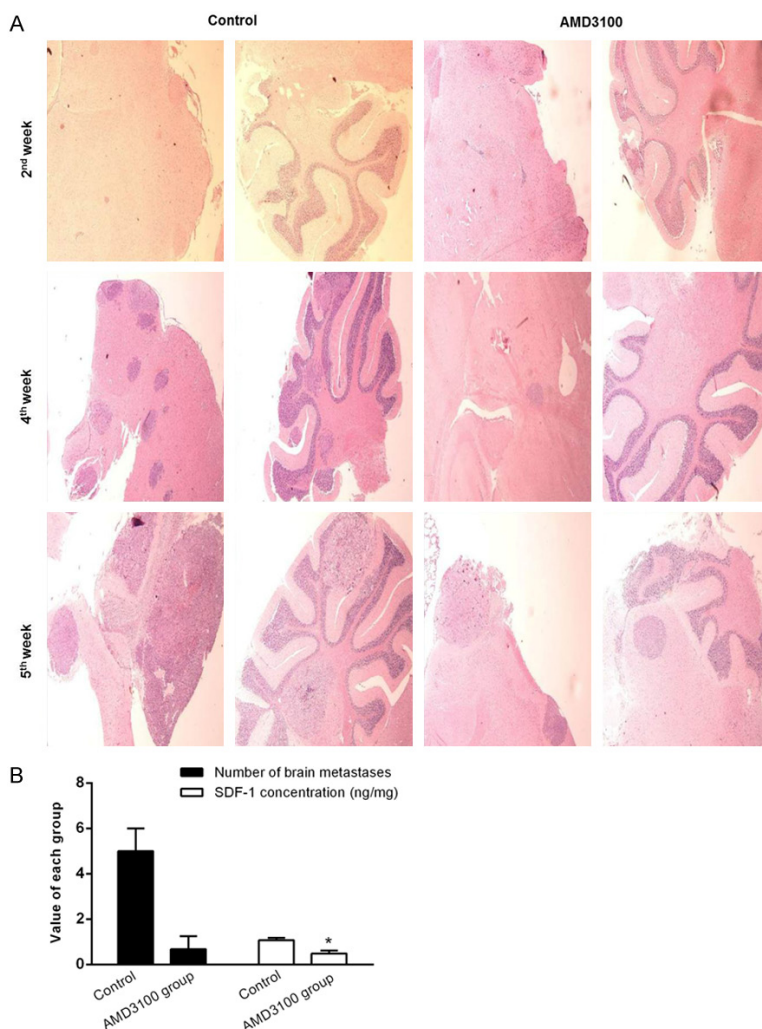 A
Control
AMD3100
2nd week
4th week
5th week
B
Number of brain metastases
SDF-1 concentration (ng/mg)
Value of each group
8
6
4
2
0
*
Control
AMD3100 group
Control
AMD3100 group